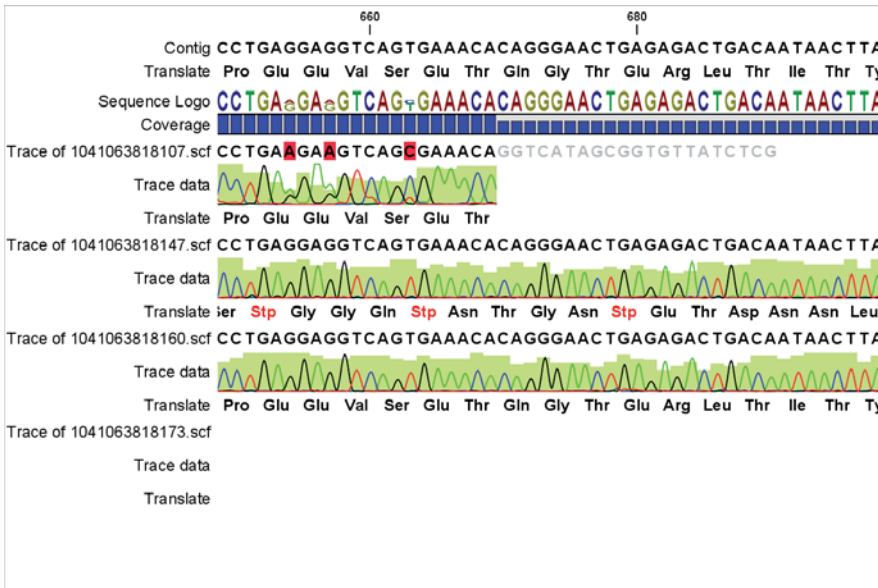 660 680
Contig CCTGAGGAGGTCAGTGAAACACAGGGAACTGAGAGACTGACAATAACTTA
Translate Pro Glu Glu Val Ser Glu Thr Gln Gly Thr Glu Arg Leu Thr Ile Thr Ty
Sequence Logo CCTGAGGAGGTCAGTGAAACACAGGGAACTGAGAGACTGACAATAACTTA
Coverage
Trace of 1041063818107.scf CCTGAAGAAGTCAGCGAAACAGGTCATAGCGGTGTTATCTCG
Trace data
Translate Pro Glu Glu Val Ser Glu Thr
Trace of 1041063818147.scf CCTGAGGAGGTCAGTGAAACACAGGGAACTGAGAGACTGACAATAACTTA
Trace data
Translate Ser Stp Gly Gly Gln Stp Asn Thr Gly Asn Stp Glu Thr Asp Asn Asn Leu
Trace of 1041063818160.scf CCTGAGGAGGTCAGTGAAACACAGGGAACTGAGAGACTGACAATAACTTA
Trace data
Translate Pro Glu Glu Val Ser Glu Thr Gln Gly Thr Glu Arg Leu Thr Ile Thr Ty
Trace of 1041063818173.scf
Trace data
Translate